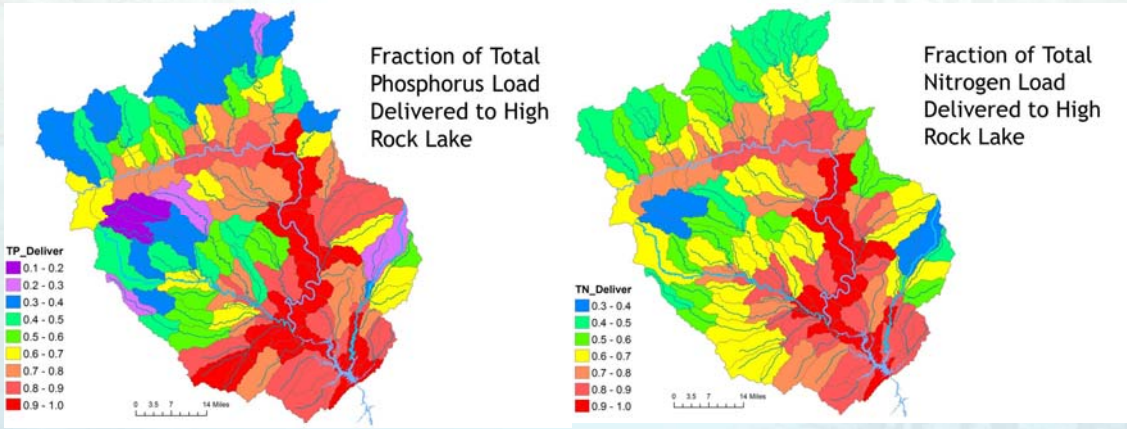 Fraction of Total
Phosphorus Load
Delivered to High
Rock Lake
TP_Deliver
0.1 - 0.2
0.2 - 0.3
0.3 - 0.4
0.4 - 0.5
0.5 - 0.6
0.6 - 0.7
0.7 - 0.8
0.8 - 0.9
0.9 - 1.0
0 3.5 7 14 Miles
Fraction of Total
Nitrogen Load
Delivered to High
Rock Lake
TN_Deliver
0.3 - 0.4
0.4 - 0.5
0.5 - 0.6
0.6 - 0.7
0.7 - 0.8
0.8 - 0.9
0.9 - 1.0
0 3.5 7 14 Miles